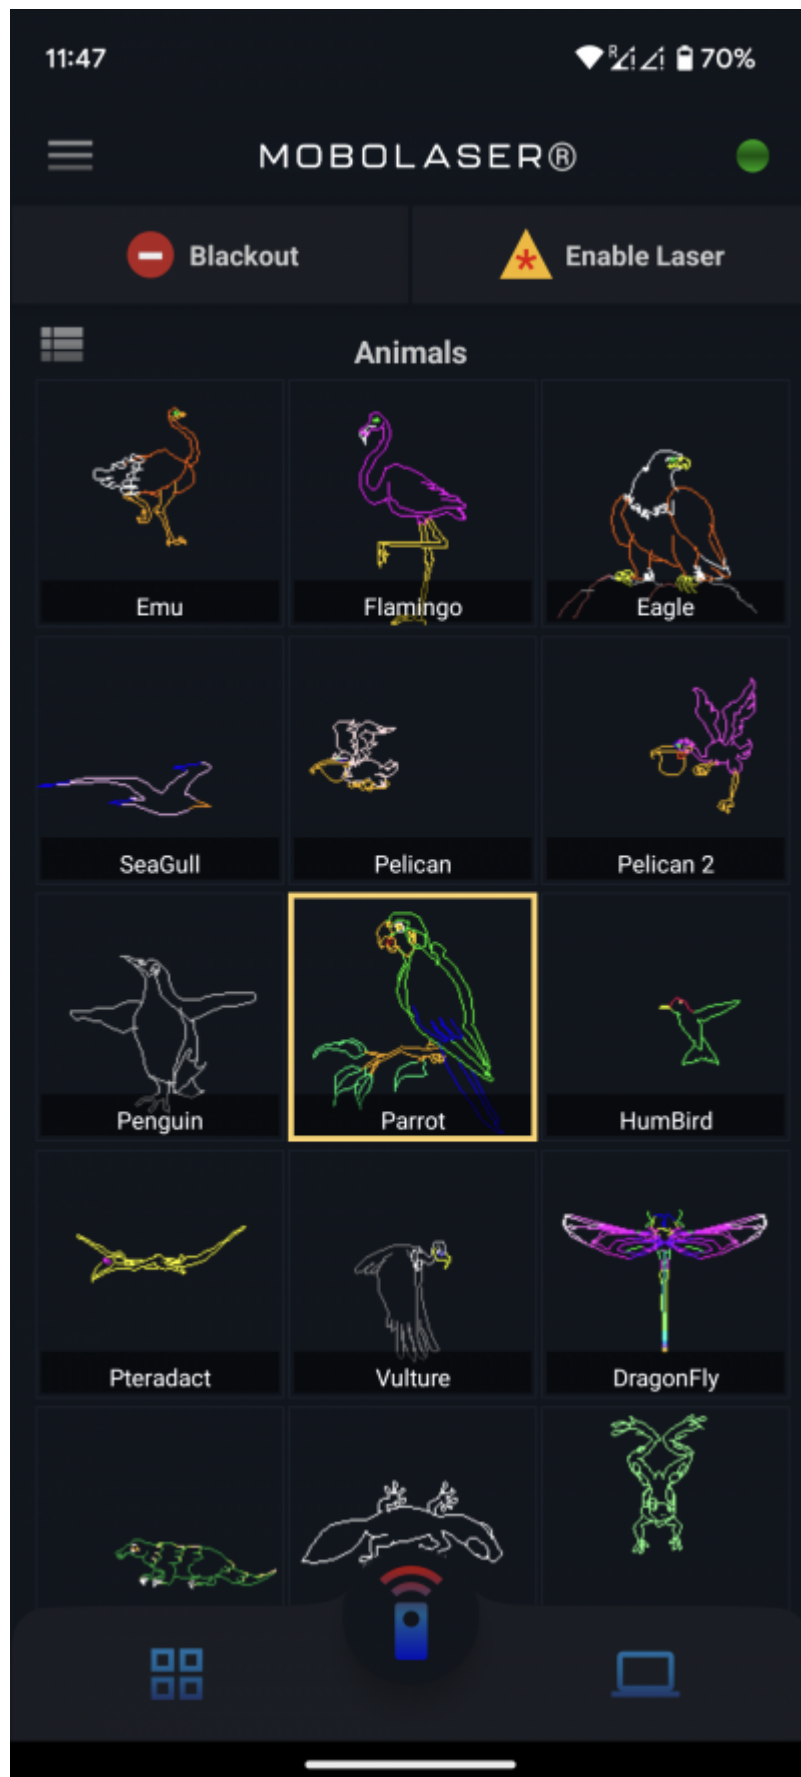 11:47 R 70%
MOBOLASER®
Blackout Enable Laser
Animals
Emu Flamingo Eagle
SeaGull Pelican Pelican 2
Penguin Parrot HumBird
Pteradact Vulture DragonFly